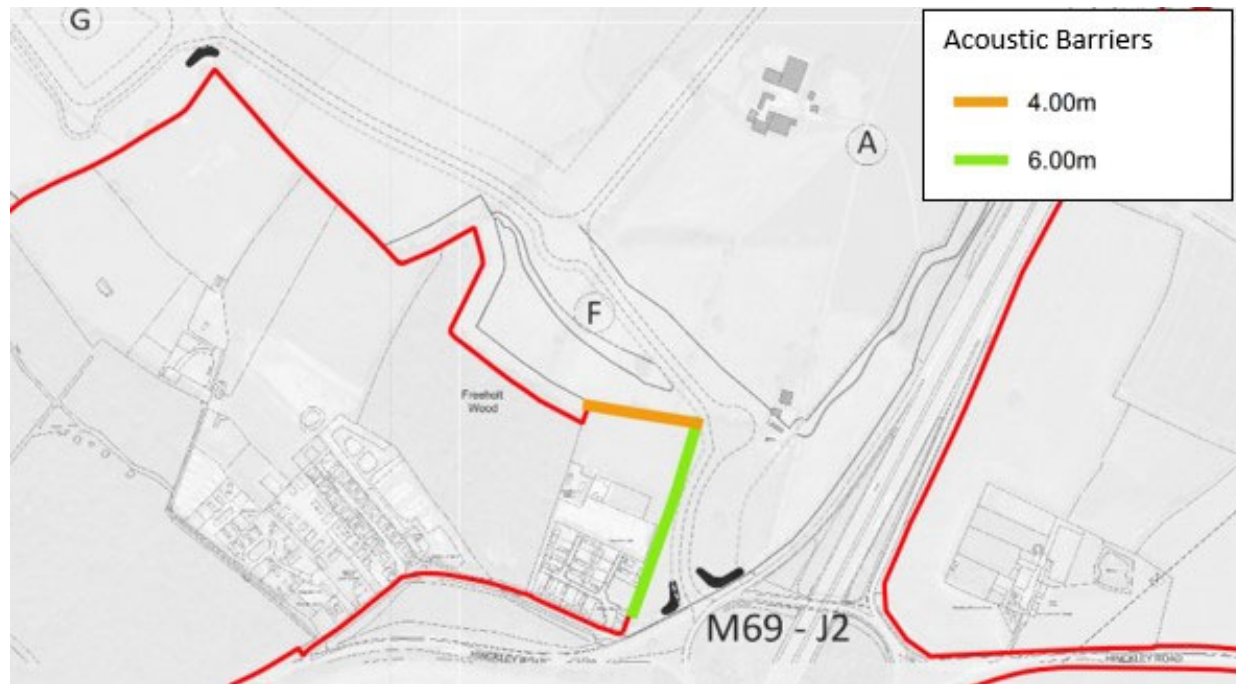 G
Acoustic Barriers
4.00m
6.00m
A
F
Freeholt
Wood
M69 - J2
HINCKLEY ROAD
HINCKLEY ROAD